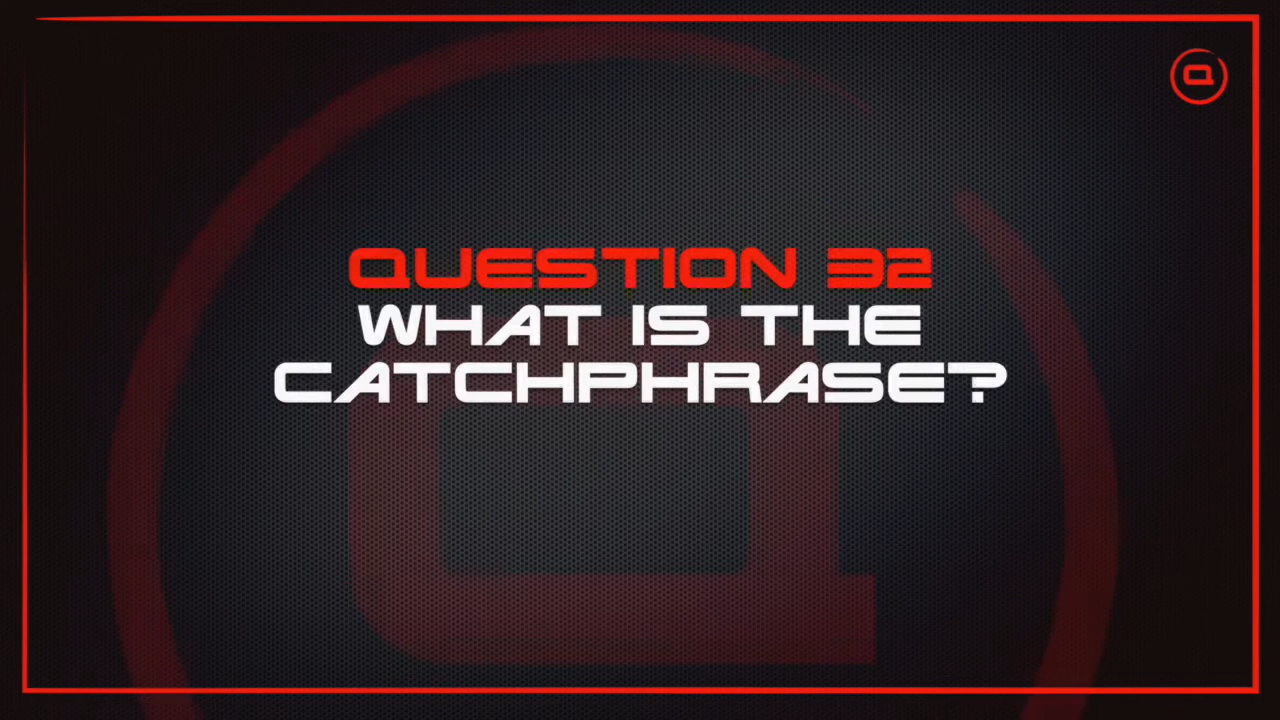 Q
QUESTION 32
WHAT IS THE
CATCHPHRASE?